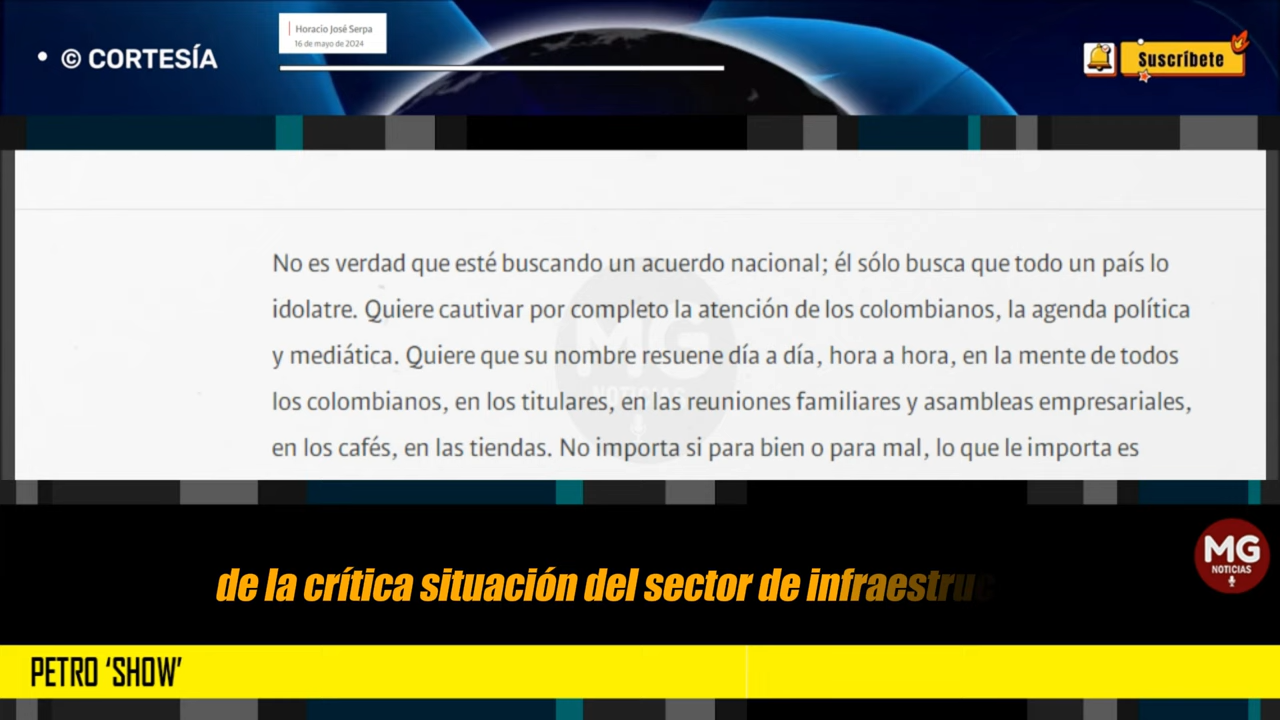 • © CORTESÍA
Horacio José Serpa
16 de mayo de 2024
Suscríbete
No es verdad que esté buscando un acuerdo nacional; él sólo busca que todo un país lo
idolatre. Quiere cautivar por completo la atención de los colombianos, la agenda política
y mediática. Quiere que su nombre resuene día a día, hora a hora, en la mente de todos
los colombianos, en los titulares, en las reuniones familiares y asambleas empresariales,
en los cafés, en las tiendas. No importa si para bien o para mal, lo que le importa es
MG
NOTICIAS
de la crítica situación del sector de infraestruc
MG
NOTICIAS
PETRO ‘SHOW’